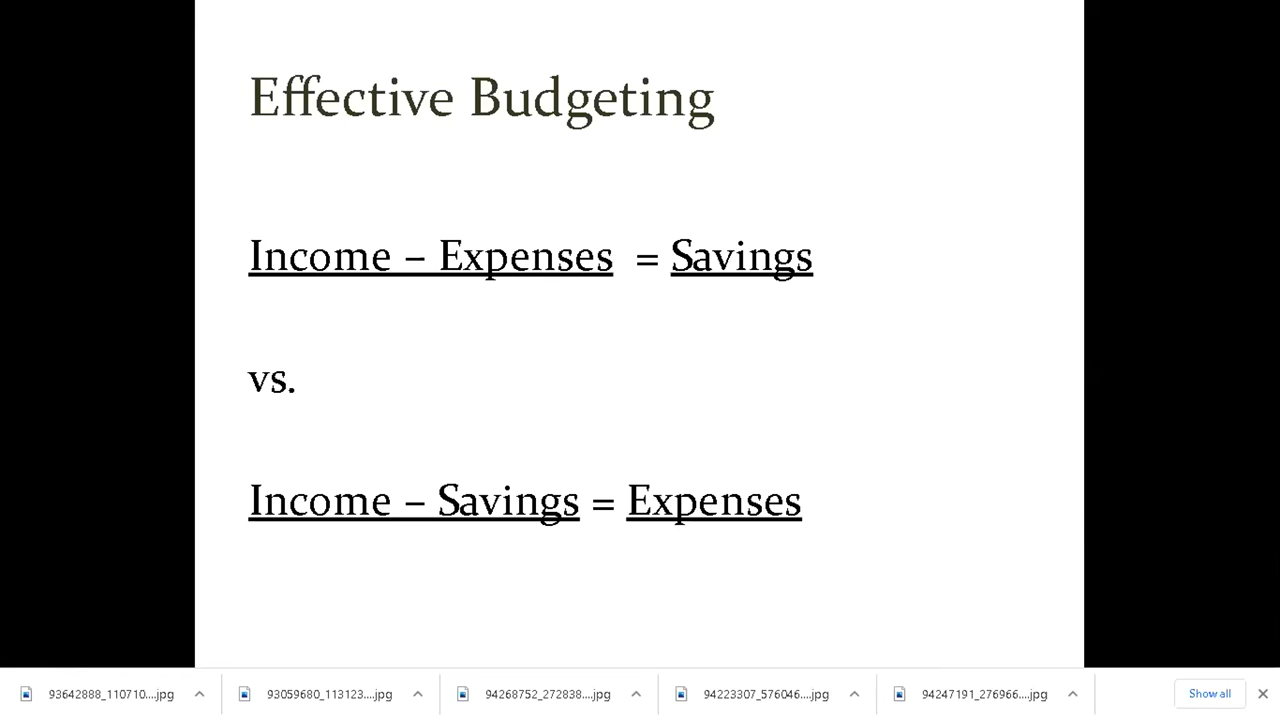 Effective Budgeting
Income – Expenses = Savings
vs.
Income – Savings = Expenses
93642888_110710....jpg
93059680_113123....jpg
94268752_272838....jpg
94223307_576046....jpg
94247191_276966....jpg
Show all